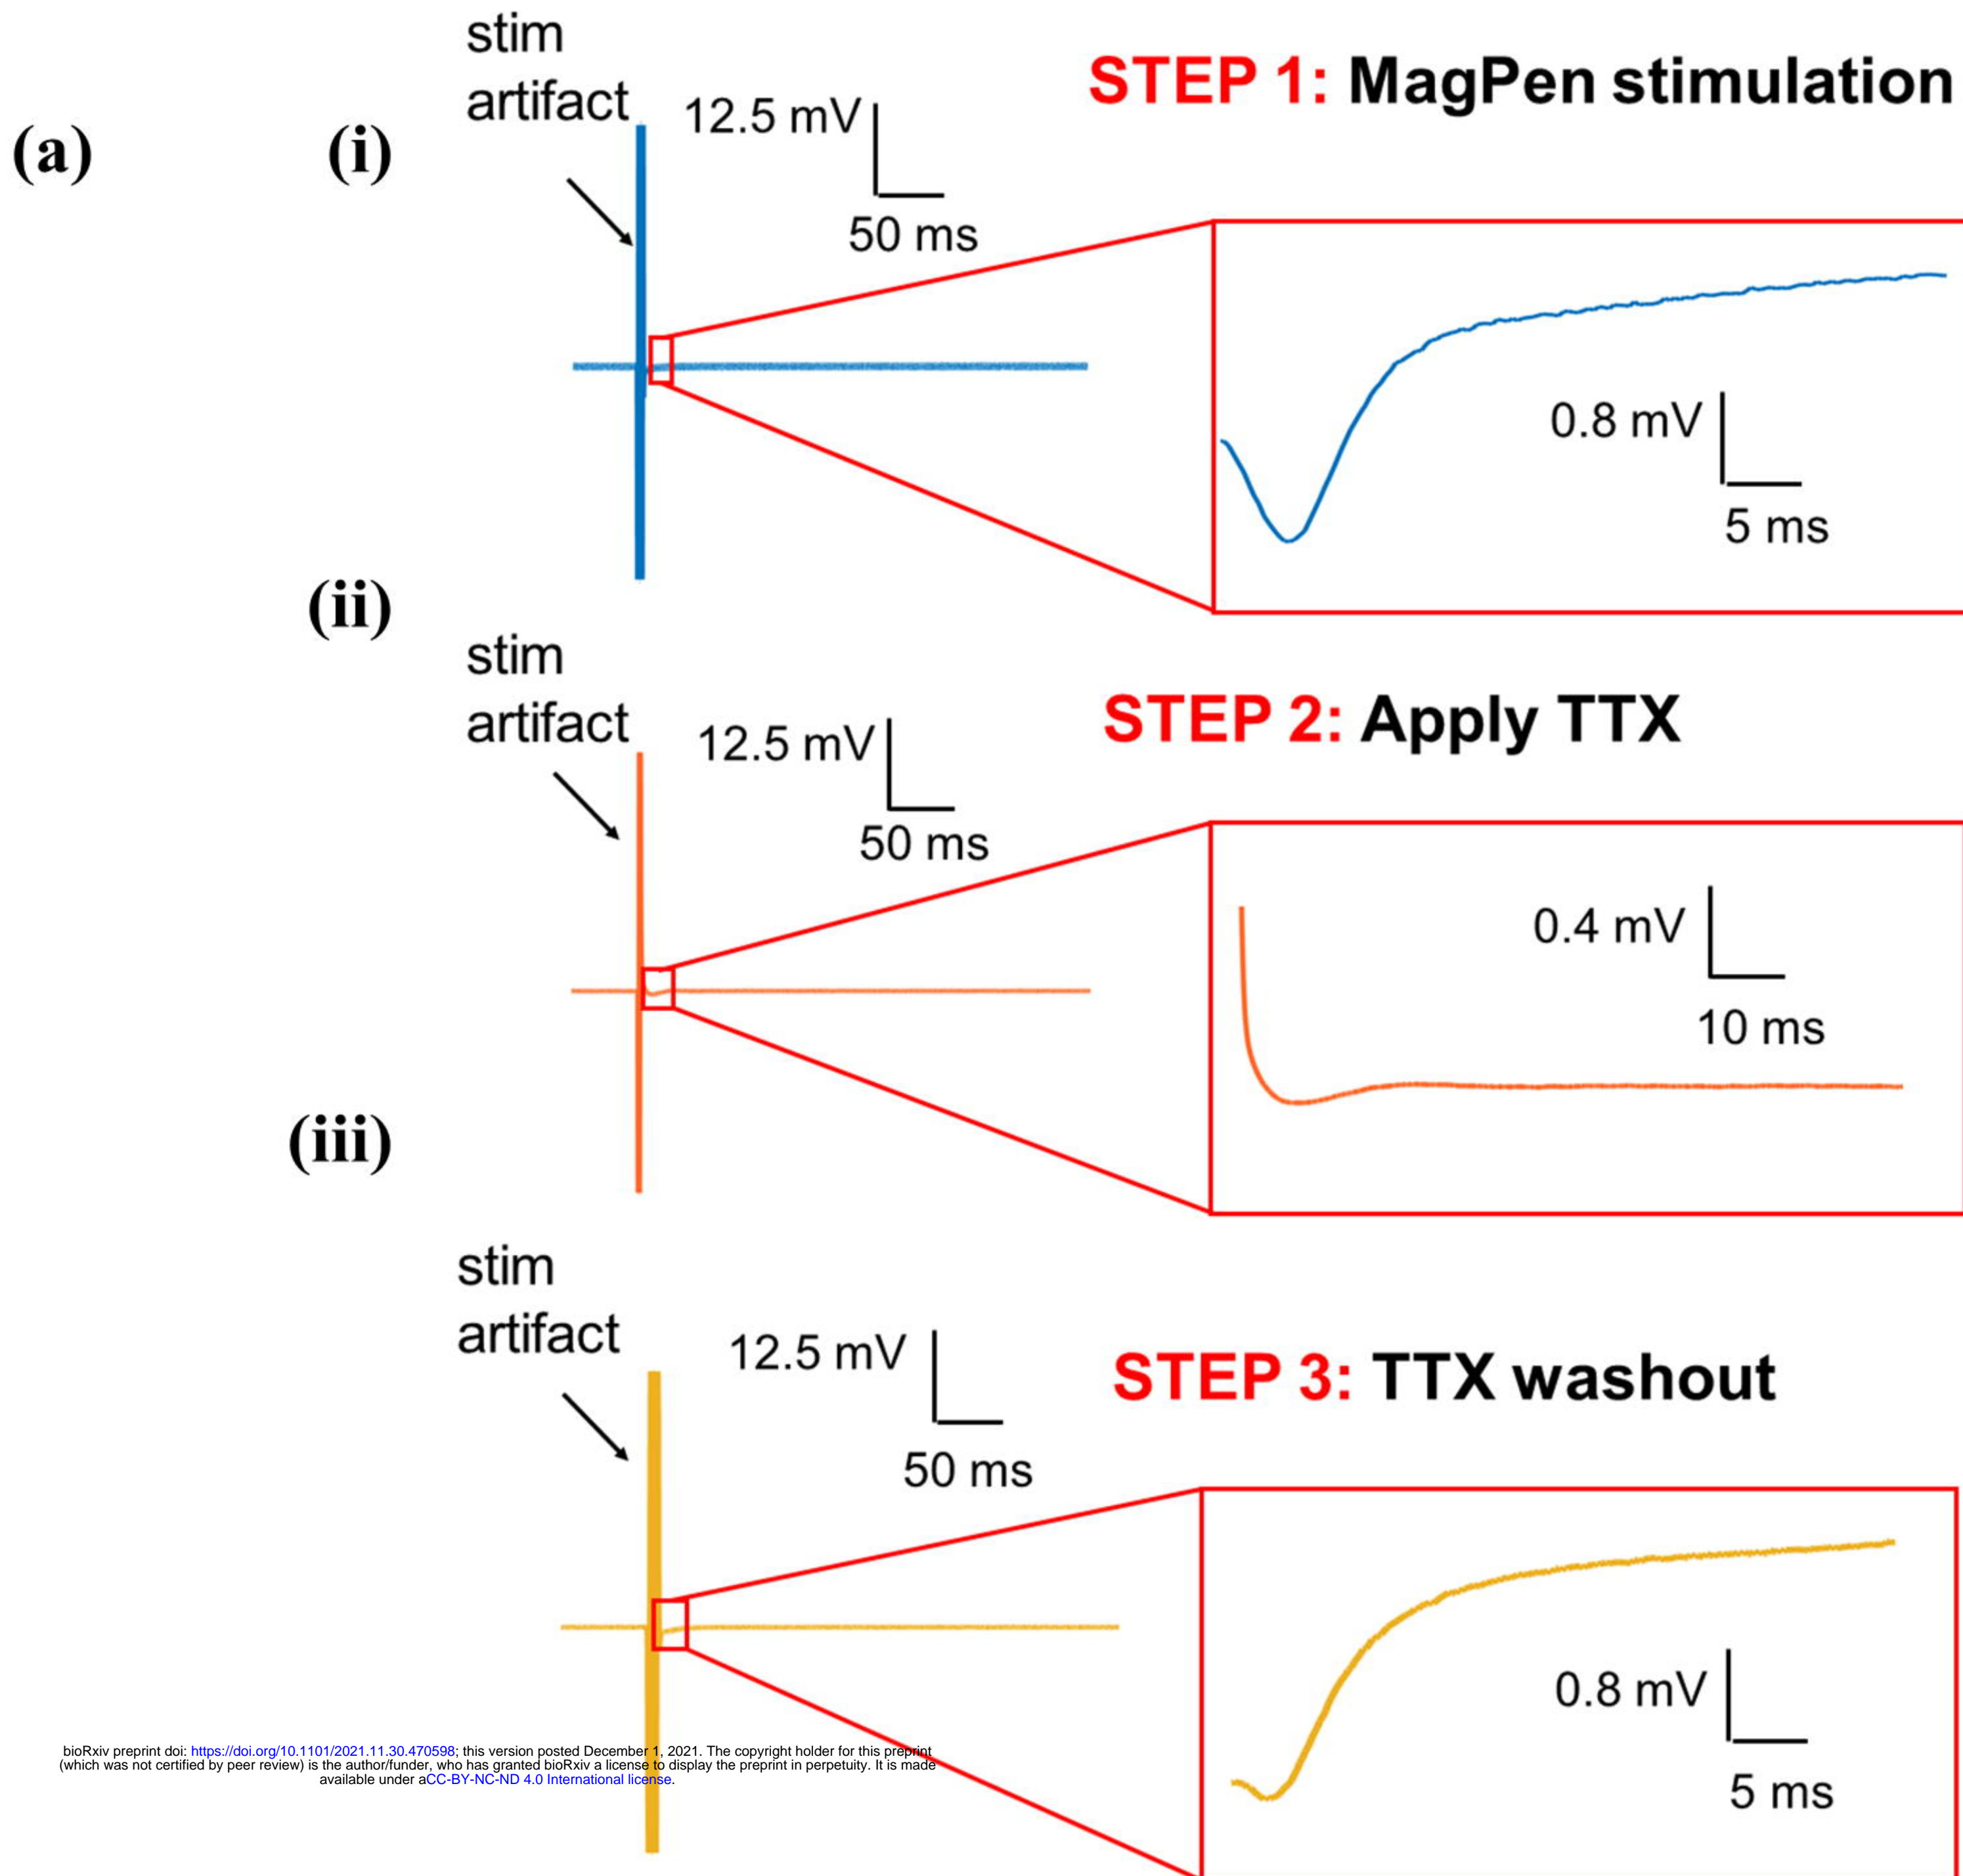 (a)
(i)
stim
artifact
12.5 mV
50 ms
STEP 1: MagPen stimulation
0.8 mV
5 ms
(ii)
stim
artifact
12.5 mV
50 ms
STEP 2: Apply TTX
0.4 mV
10 ms
(iii)
stim
artifact
12.5 mV
50 ms
STEP 3: TTX washout
0.8 mV
5 ms
bioRxiv preprint doi: https://doi.org/10.1101/2021.11.30.470598; this version posted December 1, 2021. The copyright holder for this preprint
(which was not certified by peer review) is the author/funder, who has granted bioRxiv a license to display the preprint in perpetuity. It is made
available under aCC-BY-NC-ND 4.0 International license.